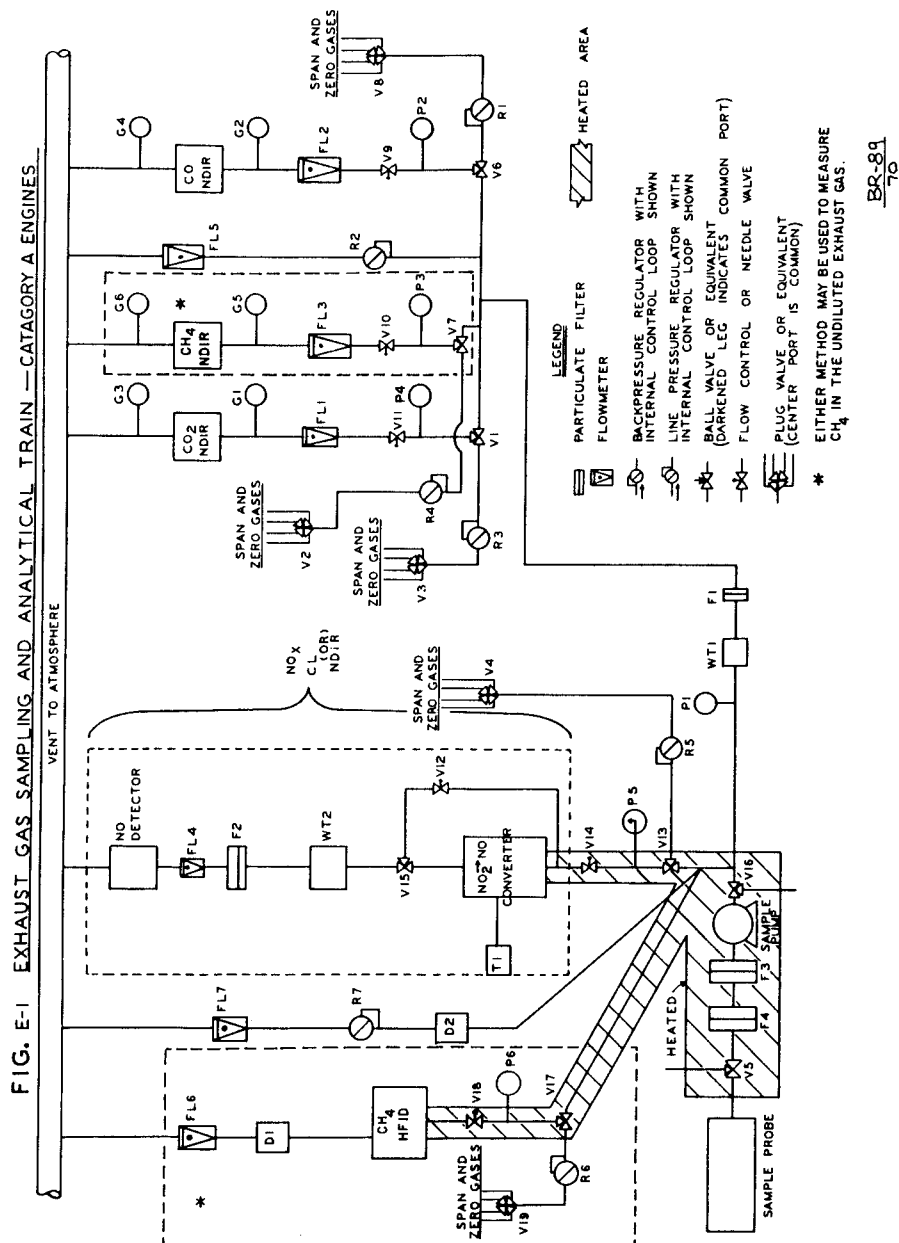 FIG. E-1 EXHAUST GAS SAMPLING AND ANALYTICAL TRAIN — CATAGORY A ENGINES
VENT TO ATMOSPHERE
FL6
D1
CH4
HFID
*
SPAN AND
ZERO GASES
V19
R6
V18
P6
V17
FL7
R7
D2
NO
DETECTOR
FL4
F2
WT2
V15
V12
NO2→NO
CONVERTER
T1
V14
P5
V13
NOX
CL (OR)
NDIR
SPAN AND
ZERO GASES
V4
R5
SAMPLE PROBE
V5
HEATED
F4
F3
SAMPLE
PUMP
V16
P1
WT1
F1
G3
CO2
NDIR
G1
FL1
V11
P4
V1
SPAN AND
ZERO GASES
V2
R4
SPAN AND
ZERO GASES
V3
R3
G6
*
CH4
NDIR
G5
FL3
V10
P3
V7
FL5
R2
G4
CO
NDIR
G2
FL2
V9
P2
V6
SPAN AND
ZERO GASES
V8
R1
LEGEND
PARTICULATE FILTER
HEATED AREA
FLOWMETER
BACKPRESSURE REGULATOR WITH
INTERNAL CONTROL LOOP SHOWN
LINE PRESSURE REGULATOR WITH
INTERNAL CONTROL LOOP SHOWN
BALL VALVE OR EQUIVALENT
(DARKENED LEG INDICATES COMMON PORT)
FLOW CONTROL OR NEEDLE VALVE
PLUG VALVE OR EQUIVALENT
(CENTER PORT IS COMMON)
* EITHER METHOD MAY BE USED TO MEASURE
CH4 IN THE UNDILUTED EXHAUST GAS.
BR-89
70